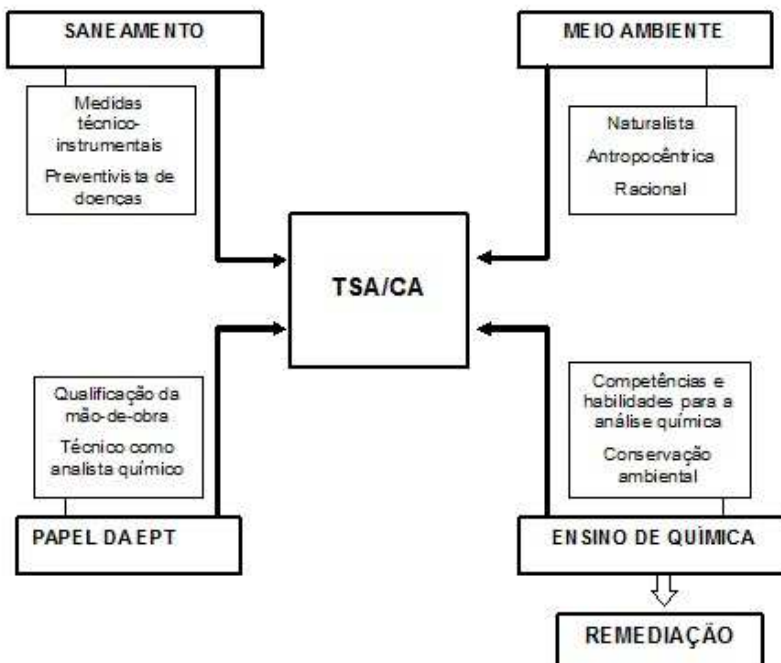 SANEAMENTO
MEIO AMBIENTE
Medidas
técnico-
instrumentais
Preventivista de
doenças
Naturalista
Antropocêntrica
Racional
TSA/CA
Qualificação da
mão-de-obra
Técnico como
analista químico
Competências e
habilidades para a
análise química
Conservação
ambiental
PAPEL DA EPT
ENSINO DE QUÍMICA
REMEDIAÇÃO